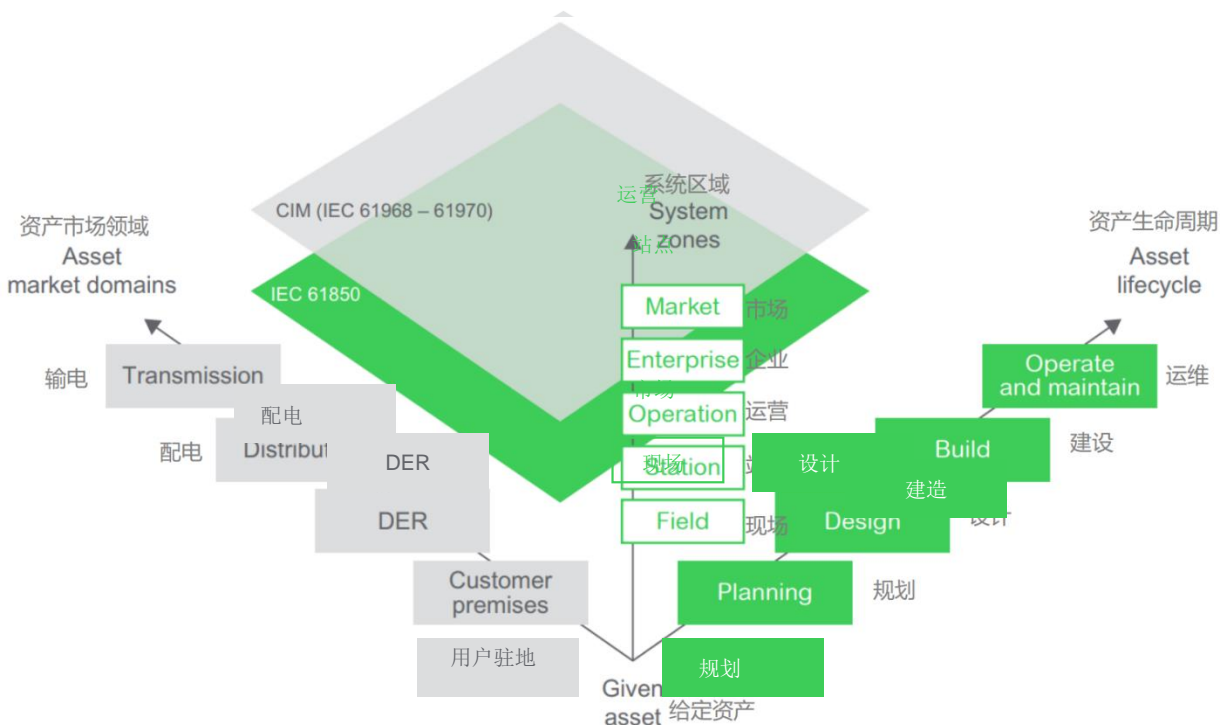 运营
系统区域
System
zones
站点
CIM (IEC 61968 – 61970)
IEC 61850
资产市场领域
Asset
market domains
资产生命周期
Asset
lifecycle
Market
市场
Enterprise
企业
市场
Operation
运营
现场
Station
Field
现场
输电
Transmission
配电
配电
Distribut
DER
DER
Customer
premises
用户驻地
Operate
and maintain
运维
Build
建设
设计
建造
Design
设计
Planning
规划
规划
Given
asset
给定资产